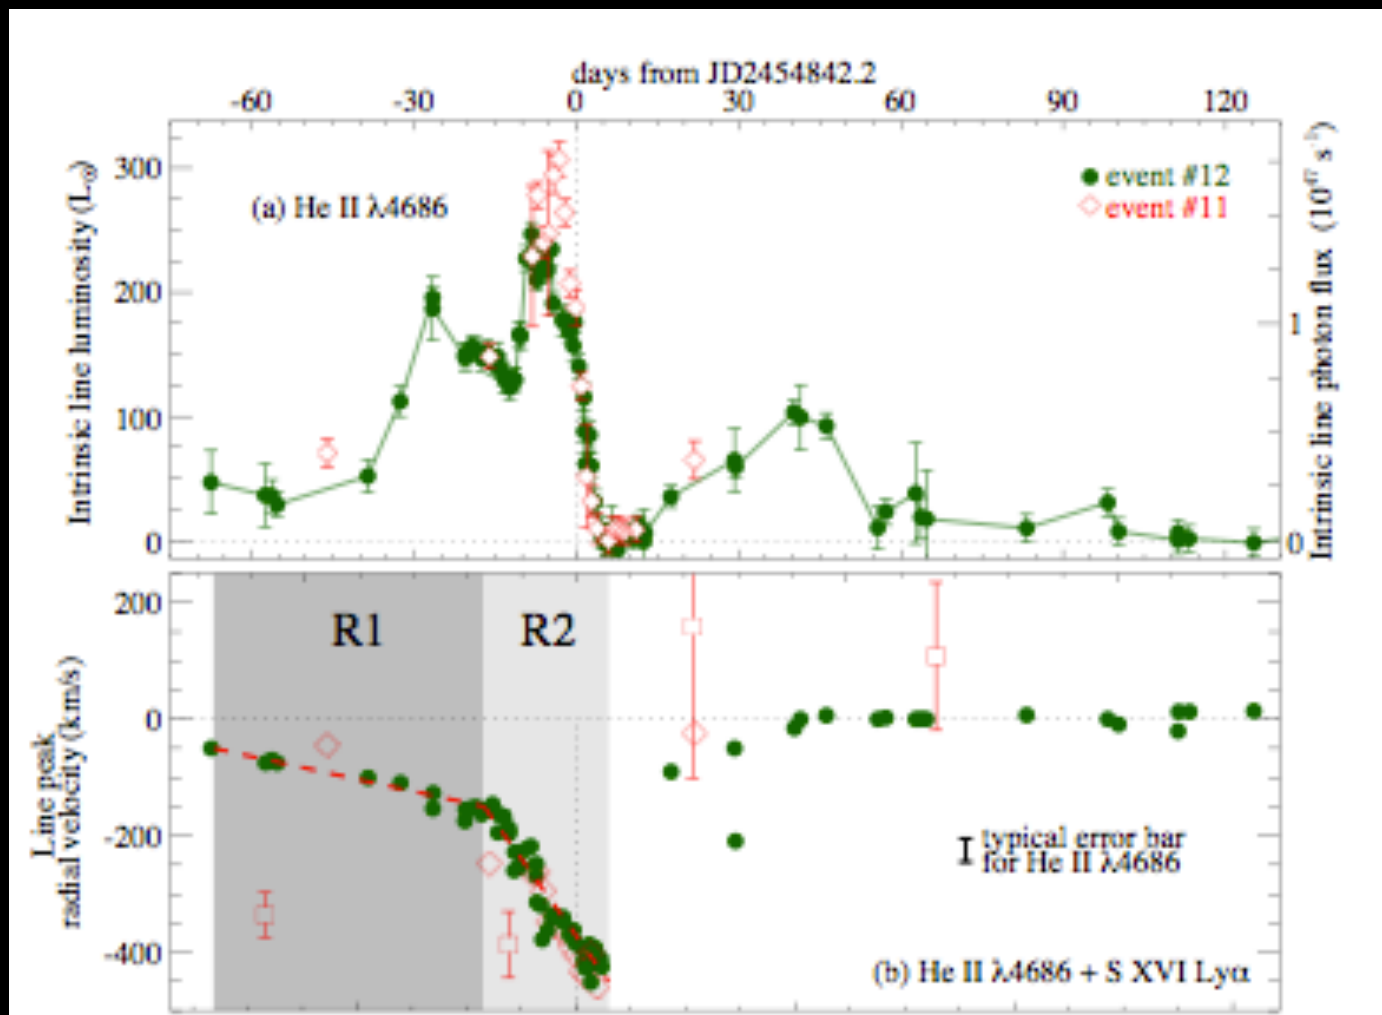 days from JD2454842.2
-60 -30 0 30 60 90 120
300
200
100
0
Intrinsic line luminosity (L⊙)
(a) He II λ4686
event #12
event #11
1
0
Intrinsic line photon flux (10⁴⁷ s⁻¹)
200
0
-200
-400
Line peak
radial velocity (km/s)
R1 R2
typical error bar
for He II λ4686
(b) He II λ4686 + S XVI Lyα